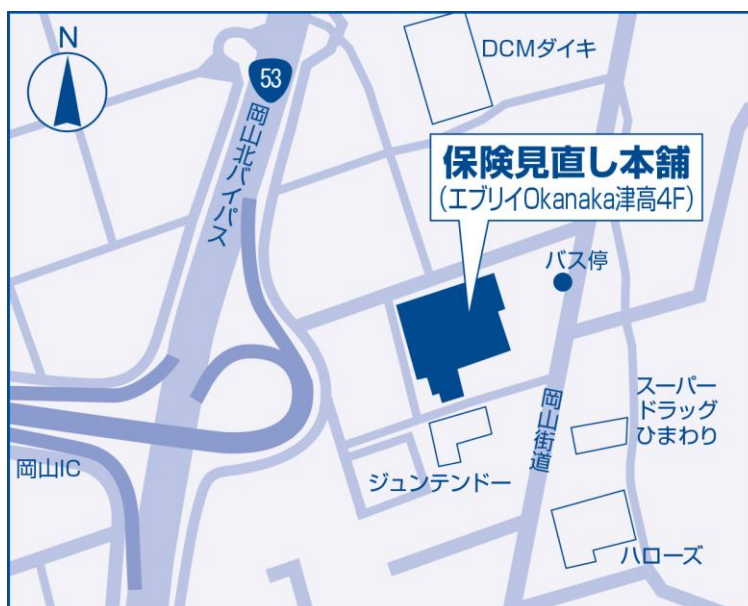 N
53
DCMダイキ
岡山北バイパス
保険見直し本舗
(エブリイOkanaka津高4F)
バス停
岡山街道
スーパー
ドラッグ
ひまわり
岡山IC
ジュンテンドー
ハローズ